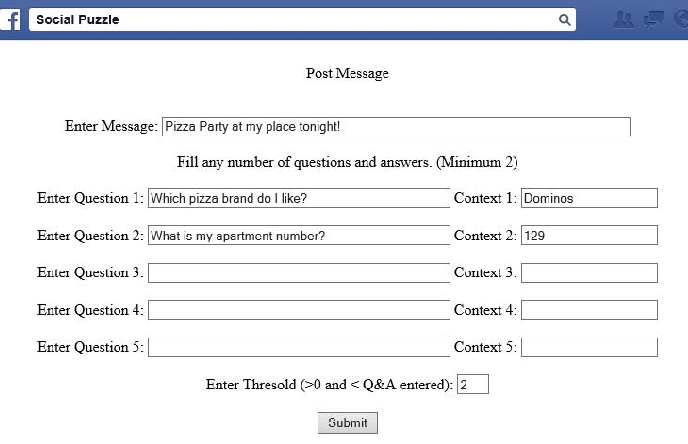 f Social Puzzle
Post Message
Enter Message: Pizza Party at my place tonight!
Fill any number of questions and answers. (Minimum 2)
Enter Question 1: Which pizza brand do I like? Context 1: Dominos
Enter Question 2: What is my apartment number? Context 2: 129
Enter Question 3. Context 3.
Enter Question 4: Context 4:
Enter Question 5: Context 5:
Enter Thresold (>0 and < Q&A entered): 2
Submit